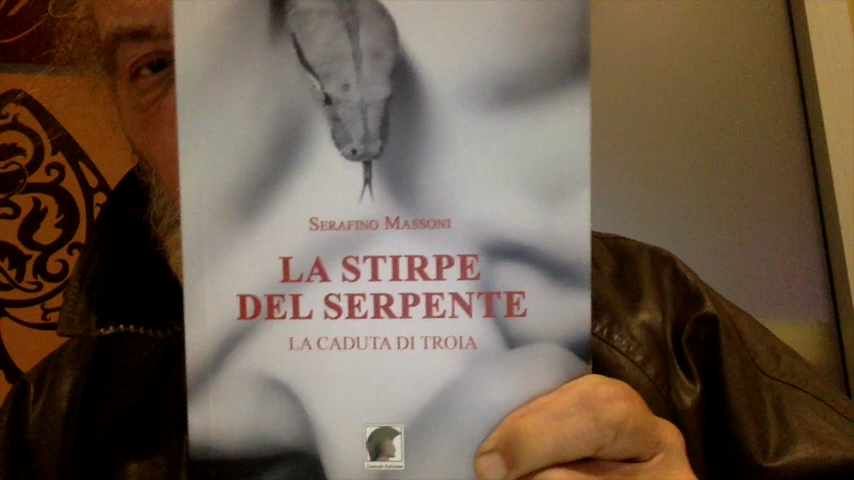 SERAFINO MASSONI
LA STIRPE
DEL SERPENTE
LA CADUTA DI TROIA